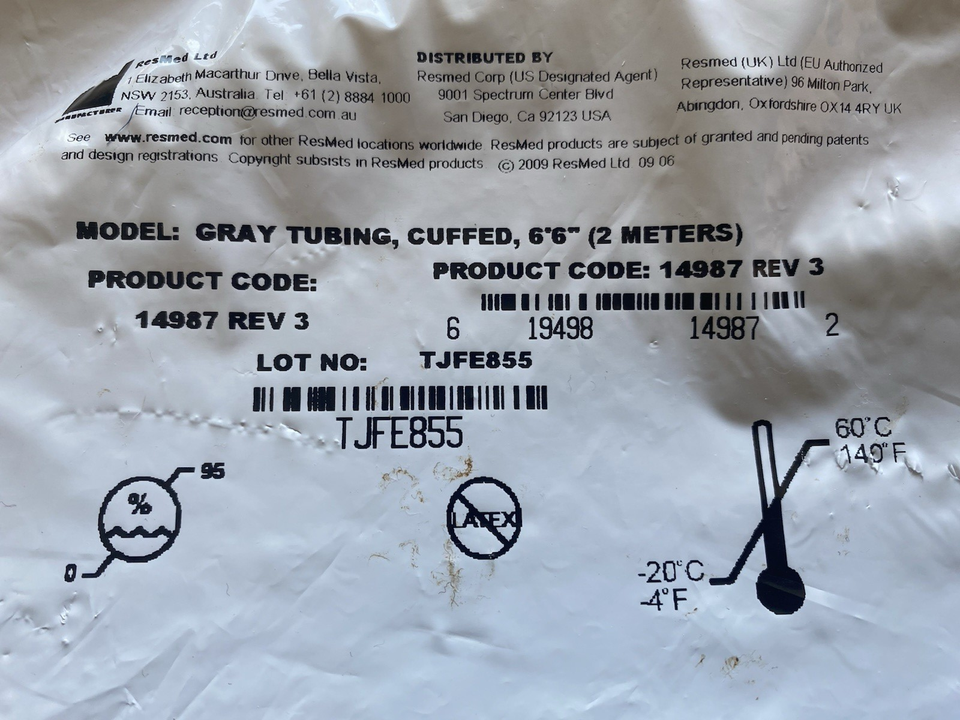 ResMed Ltd
1 Elizabeth Macarthur Drive, Bella Vista,
NSW 2153, Australia Tel +61 (2) 8884 1000
MANUFACTURER
Email reception@resmed.com.au
DISTRIBUTED BY
Resmed Corp (US Designated Agent)
9001 Spectrum Center Blvd
San Diego, Ca 92123 USA
Resmed (UK) Ltd (EU Authorized
Representative) 96 Milton Park,
Abingdon, Oxfordshire OX14 4RY UK
See www.resmed.com for other ResMed locations worldwide ResMed products are subject of granted and pending patents
and design registrations Copyright subsists in ResMed products © 2009 ResMed Ltd 09 06
MODEL: GRAY TUBING, CUFFED, 6'6" (2 METERS)
PRODUCT CODE:
14987 REV 3
PRODUCT CODE: 14987 REV 3
6 19498 14987 2
LOT NO: TJFE855
TJFE855
95
%
0
LATEX
60°C
140°F
-20°C
-4°F